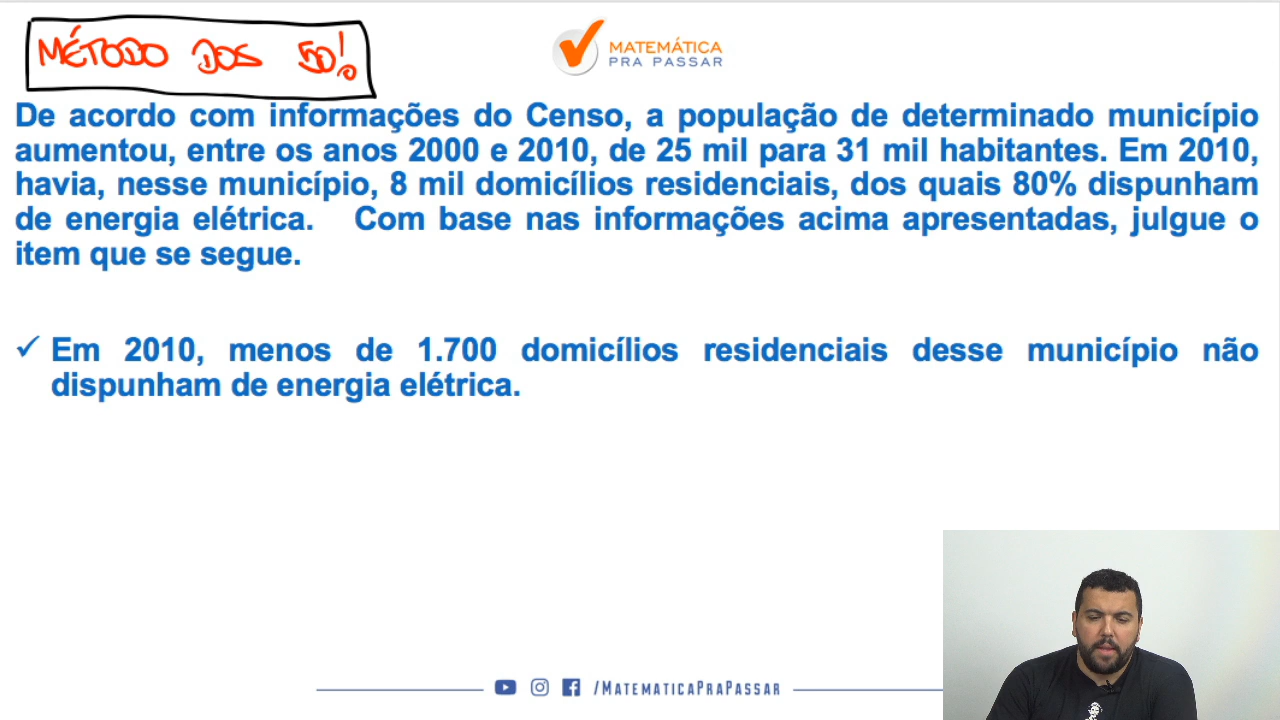 MÉTODO DOS 50!
MATEMÁTICA
PRA PASSAR
De acordo com informações do Censo, a população de determinado município
aumentou, entre os anos 2000 e 2010, de 25 mil para 31 mil habitantes. Em 2010,
havia, nesse município, 8 mil domicílios residenciais, dos quais 80% dispunham
de energia elétrica. Com base nas informações acima apresentadas, julgue o
item que se segue.
✓ Em 2010, menos de 1.700 domicílios residenciais desse município não
dispunham de energia elétrica.
/MATEMATICAPRAPASSAR